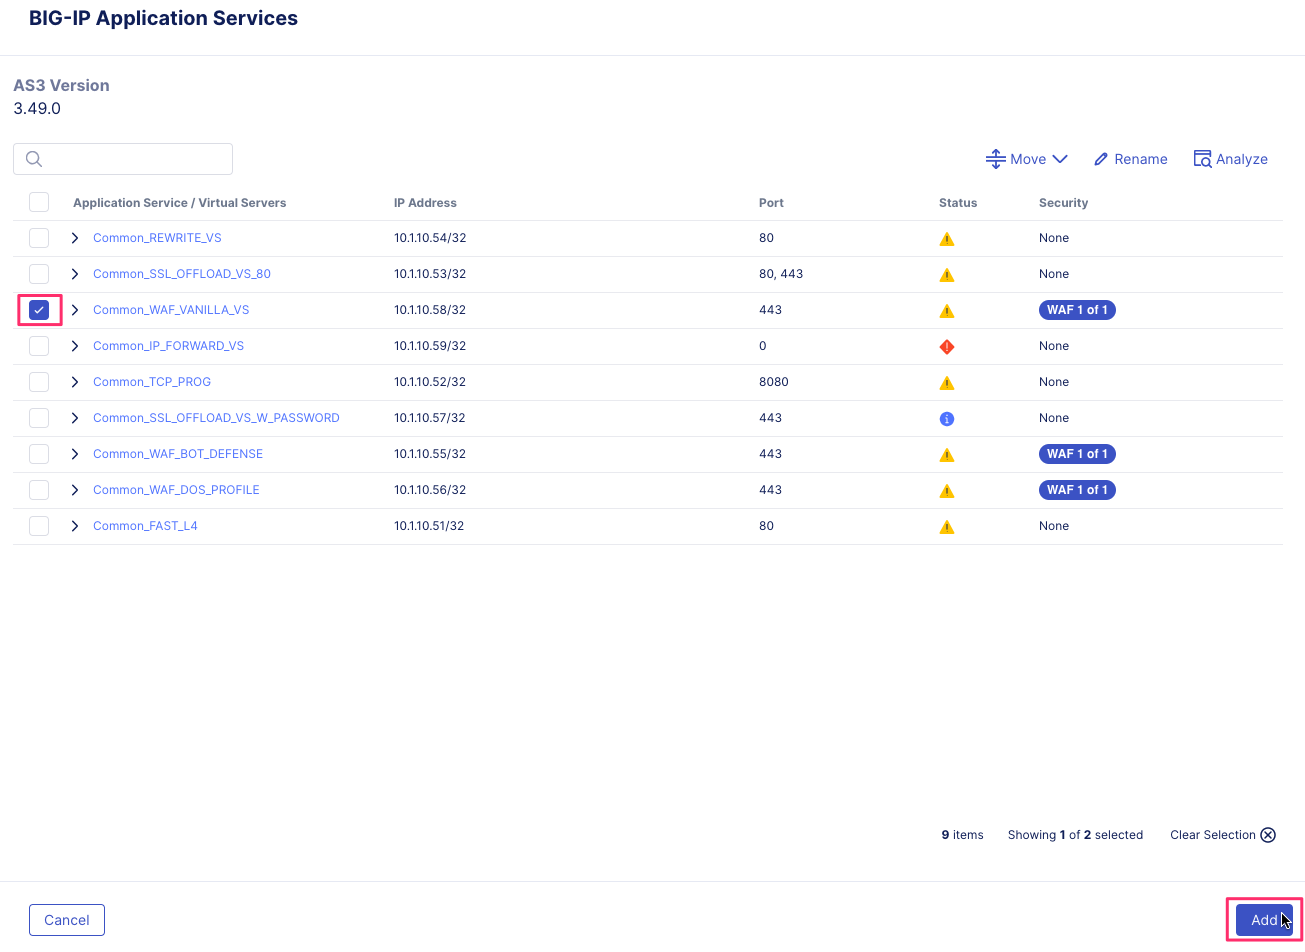 BIG-IP Application Services
AS3 Version
3.49.0
Move Rename Analyze
Application Service / Virtual Servers IP Address Port Status Security
Common_REWRITE_VS 10.1.10.54/32 80 None
Common_SSL_OFFLOAD_VS_80 10.1.10.53/32 80, 443 None
Common_WAF_VANILLA_VS 10.1.10.58/32 443 WAF 1 of 1
Common_IP_FORWARD_VS 10.1.10.59/32 0 None
Common_TCP_PROG 10.1.10.52/32 8080 None
Common_SSL_OFFLOAD_VS_W_PASSWORD 10.1.10.57/32 443 None
Common_WAF_BOT_DEFENSE 10.1.10.55/32 443 WAF 1 of 1
Common_WAF_DOS_PROFILE 10.1.10.56/32 443 WAF 1 of 1
Common_FAST_L4 10.1.10.51/32 80 None
9 items Showing 1 of 2 selected Clear Selection
Cancel Add